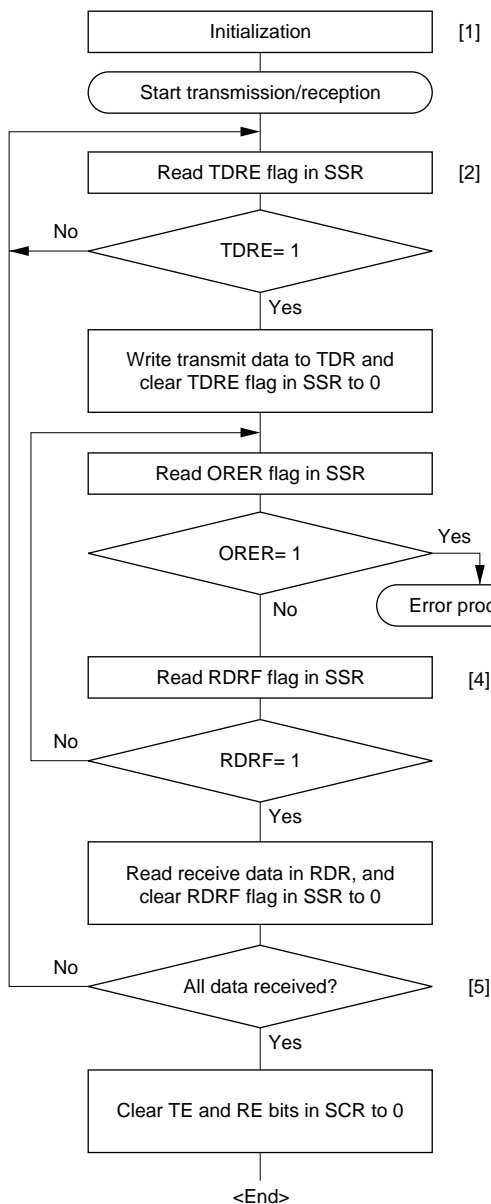 Initialization [1]
Start transmission/reception
Read TDRE flag in SSR [2]
No
TDRE= 1
Yes
Write transmit data to TDR and
clear TDRE flag in SSR to 0
Read ORER flag in SSR
Yes
ORER= 1
No
Error
Read RDRF flag in SSR [4]
No
RDRF= 1
Yes
Read receive data in RDR, and
clear RDRF flag in SSR to 0
No
All data received? [5]
Yes
Clear TE and RE bits in SCR to 0
<End>